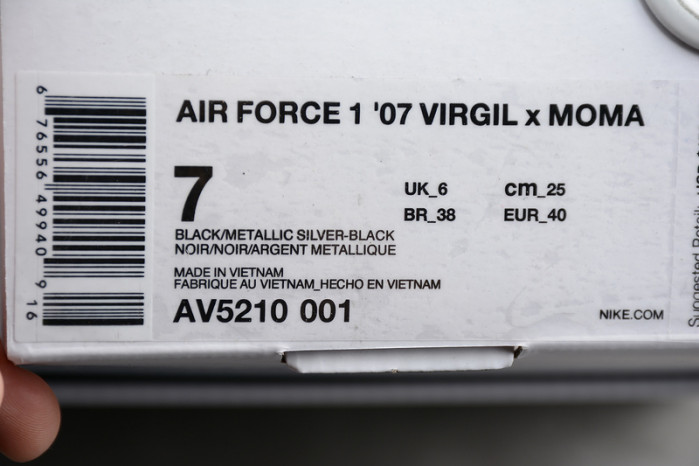 AIR FORCE 1 '07 VIRGIL x MOMA
7
UK_6 cm_25
BR_38 EUR_40
BLACK/METALLIC SILVER-BLACK
NOIR/NOIR/ARGENT METALLIQUE
MADE IN VIETNAM
FABRIQUE AU VIETNAM_HECHO EN VIETNAM
AV5210 001
NIKE.COM
6 76556 49940 9 16
Suggested